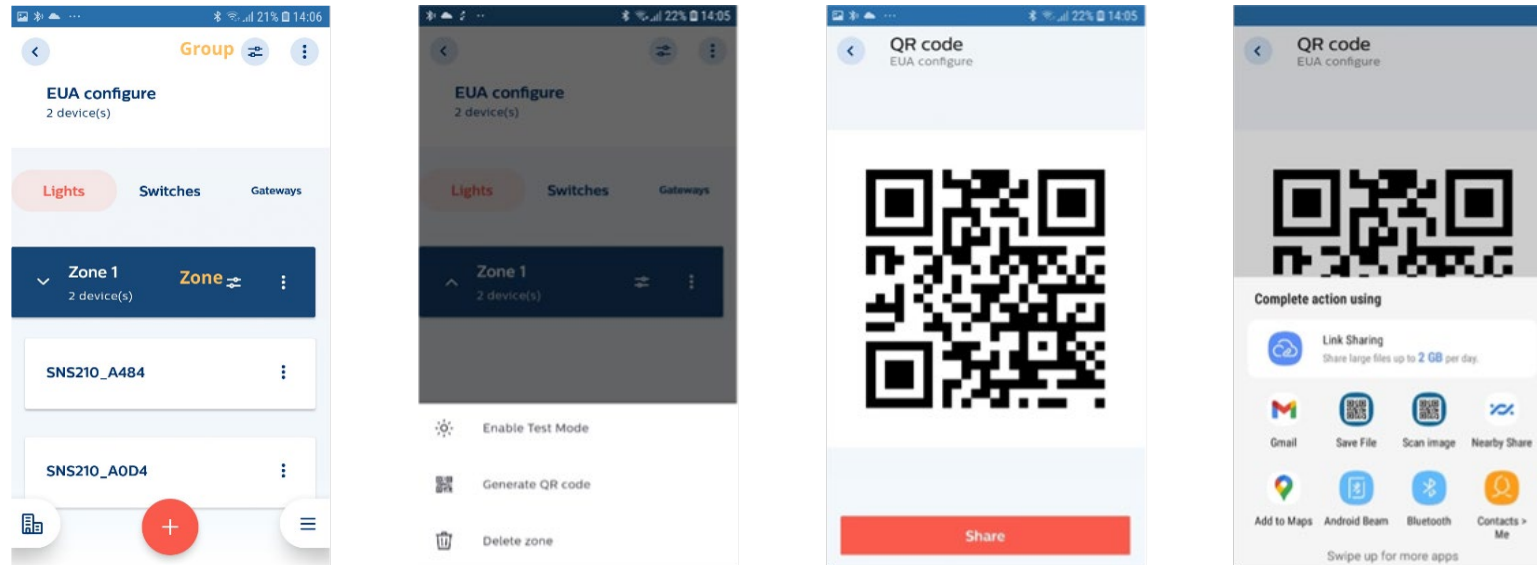 21% 14:06
Group
EUA configure
2 device(s)
Lights Switches Gateways
Zone 1
2 device(s)
Zone
SNS210_A484
SNS210_A0D4
+
22% 14:05
EUA configure
2 device(s)
Lights Switches Gateways
Zone 1
2 device(s)
Enable Test Mode
Generate QR code
Delete zone
22% 14:05
QR code
EUA configure
Share
QR code
EUA configure
Complete action using
Link Sharing
Share large files up to 2 GB per day.
Gmail Save File Scan image Nearby Share
Add to Maps Android Beam Bluetooth Contacts >
Me
Swipe up for more apps